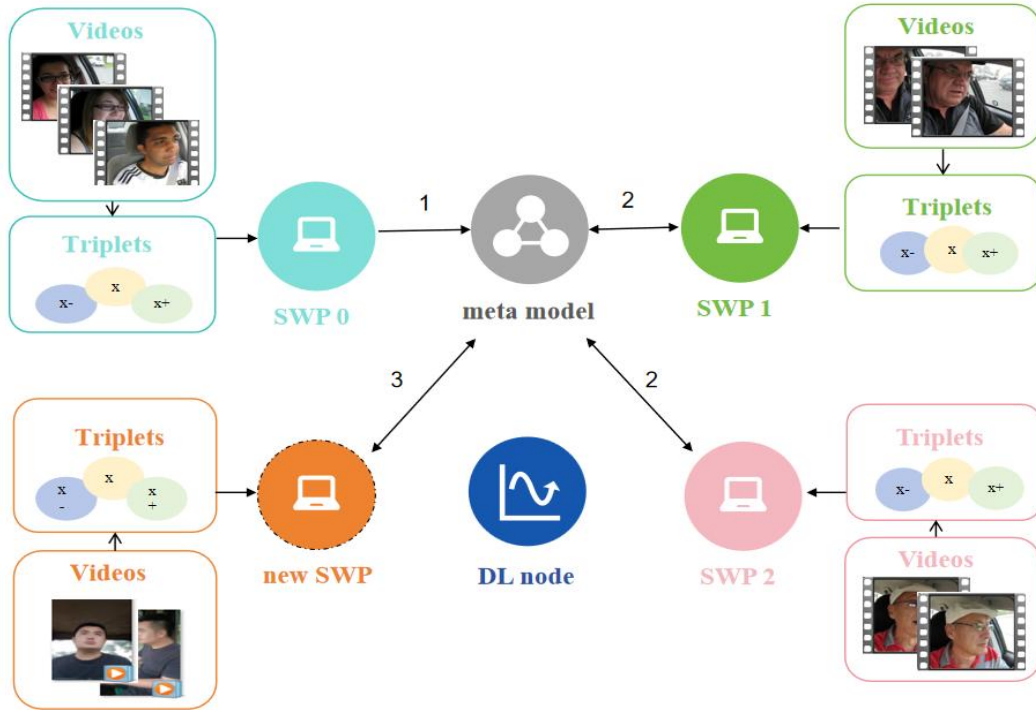 Videos
Triplets
x-
x
x+
SWP 0
1
meta model
2
SWP 1
Videos
Triplets
x-
x
x+
3
2
Triplets
x
-
x
x
+
Videos
new SWP
DL node
SWP 2
Triplets
x-
x
x+
Videos